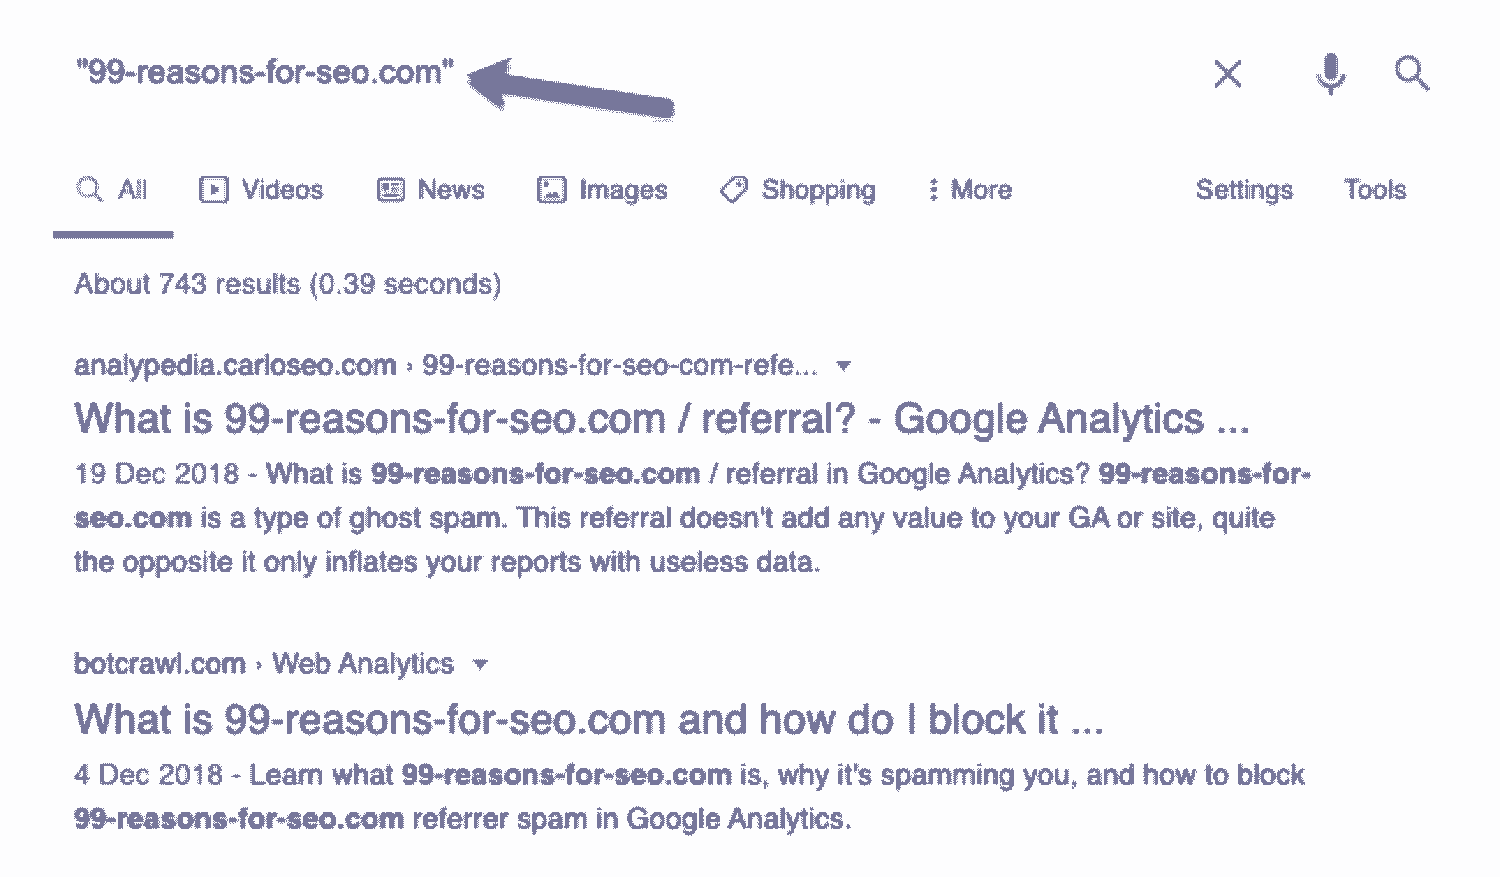 "99-reasons-for-seo.com"
All Videos News Images Shopping More Settings Tools
About 743 results (0.39 seconds)
analypedia.carloseo.com › 99-reasons-for-seo-com-refe...
What is 99-reasons-for-seo.com / referral? - Google Analytics ...
19 Dec 2018 - What is 99-reasons-for-seo.com / referral in Google Analytics? 99-reasons-for-
seo.com is a type of ghost spam. This referral doesn't add any value to your GA or site, quite
the opposite it only inflates your reports with useless data.
botcrawl.com › Web Analytics
What is 99-reasons-for-seo.com and how do I block it ...
4 Dec 2018 - Learn what 99-reasons-for-seo.com is, why it's spamming you, and how to block
99-reasons-for-seo.com referrer spam in Google Analytics.